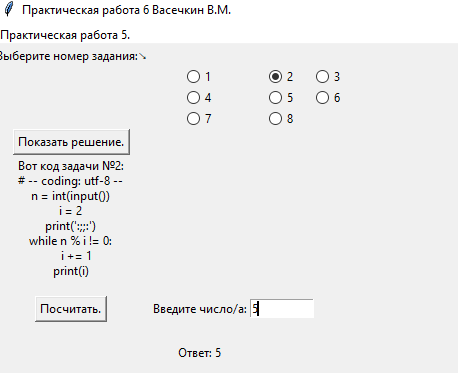 Практическая работа 6 Васечкин В.М.
Практическая работа 5.
Выберите номер задания:↘
1 2 3
4 5 6
7 8
Показать решение.
Вот код задачи №2:
# -- coding: utf-8 --
n = int(input())
i = 2
print(':;;:')
while n % i != 0:
i += 1
print(i)
Посчитать. Введите число/а: 5
Ответ: 5